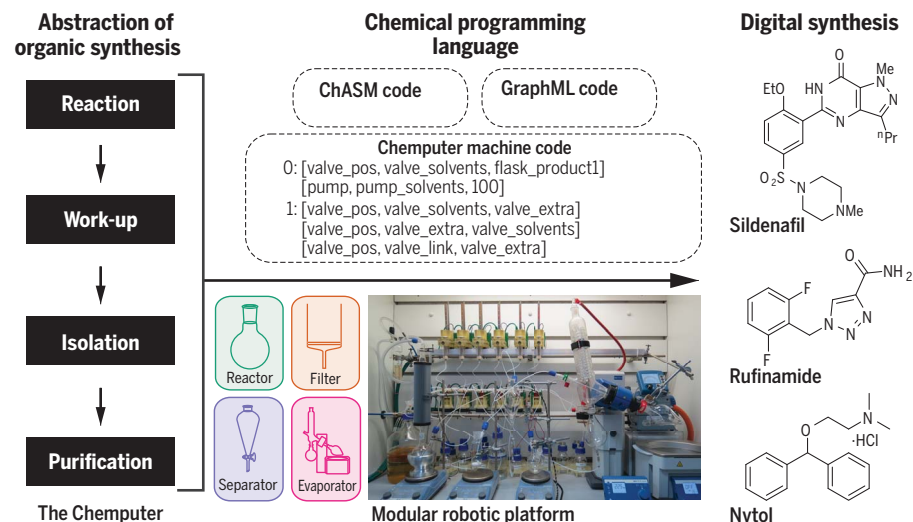 Abstraction of
organic synthesis
Reaction
Work-up
Isolation
Purification
The Chemputer
Chemical programming
language
ChASM code
GraphML code
Chemputer machine code
0: [valve_pos, valve_solvents, flask_product1]
[pump, pump_solvents, 100]
1: [valve_pos, valve_solvents, valve_extra]
[valve_pos, valve_extra, valve_solvents]
[valve_pos, valve_link, valve_extra]
Reactor
Filter
Separator
Evaporator
Modular robotic platform
Digital synthesis
O
Me
HN
N
EtO
N
N
nPr
S
O2
N
N
Me
Sildenafil
O
NH2
F
N
N
N
F
Rufinamide
N
O
·HCl
Nytol